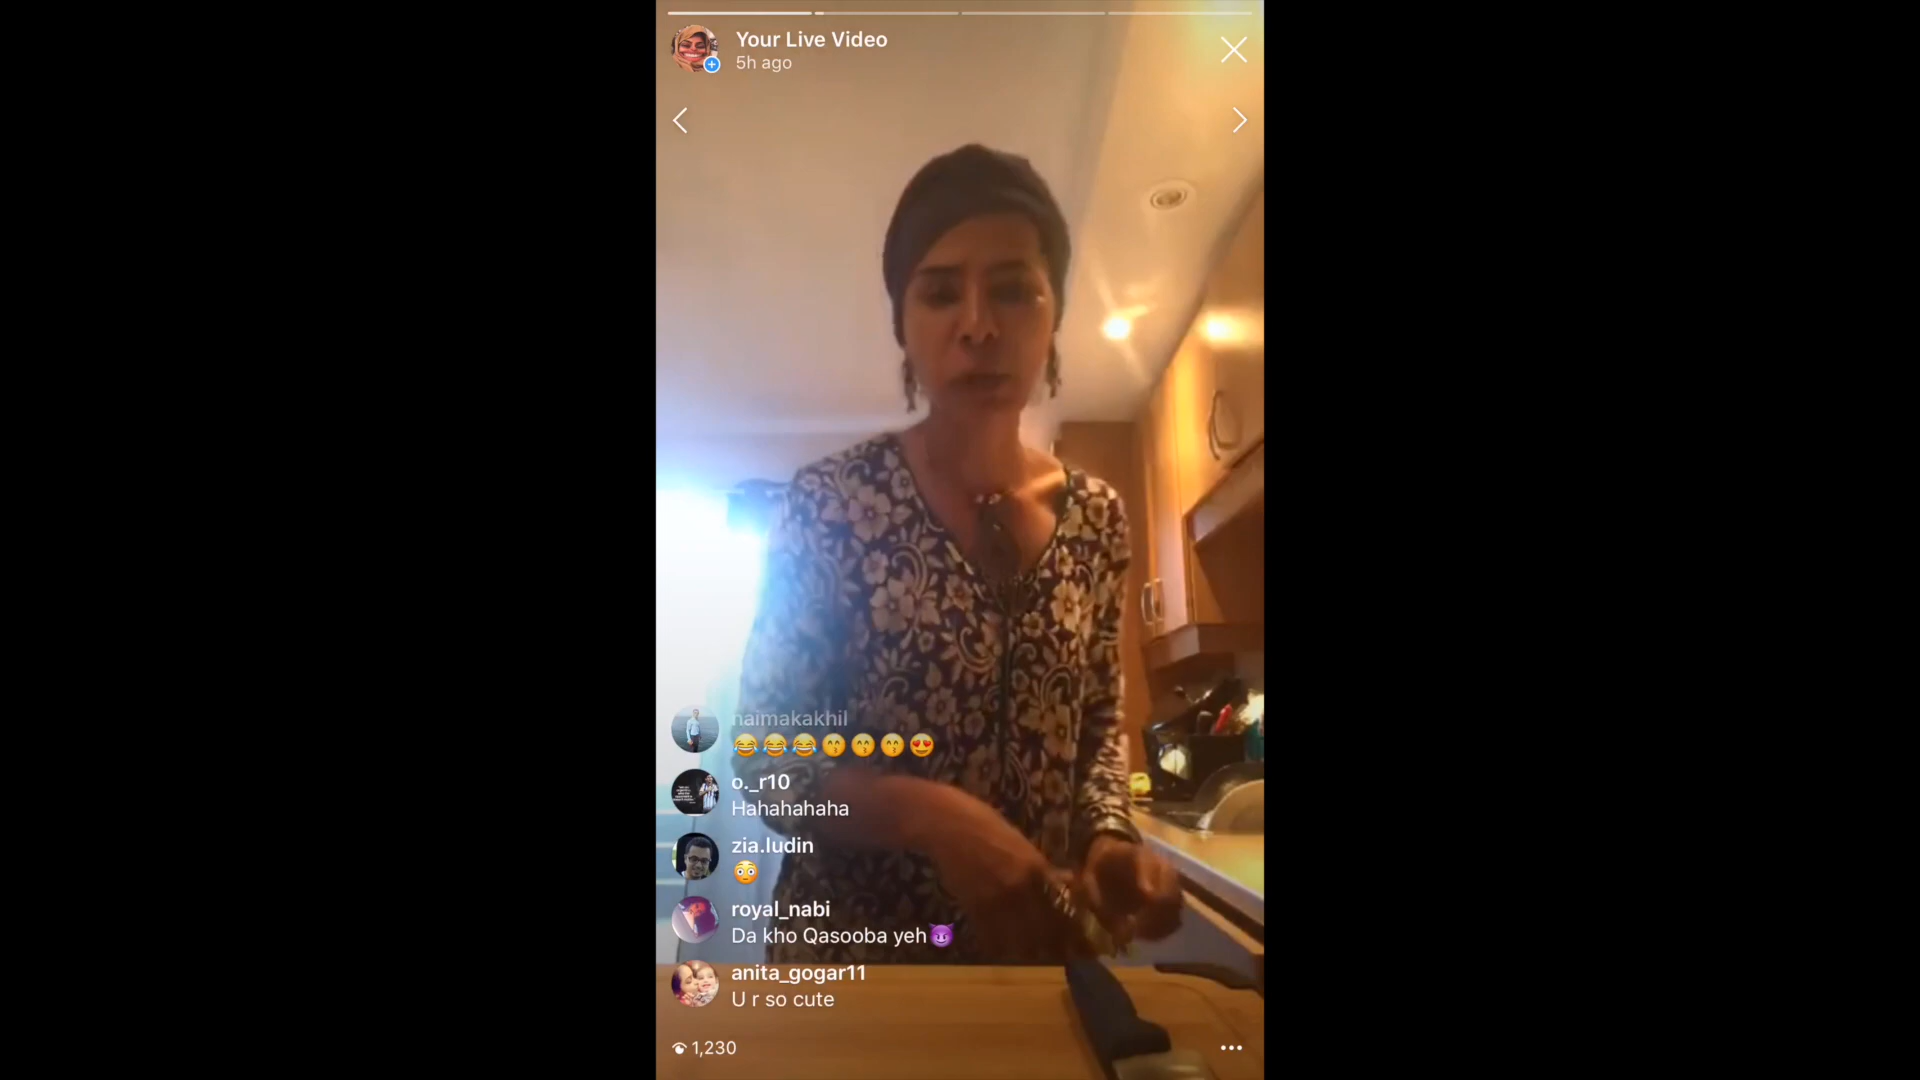 Your Live Video
5h ago
naimakakhil
😂😂😂😙😙😙😍
o._r10
Hahahahaha
zia.ludin
😳
royal_nabi
Da kho Qasooba yeh😈
anita_gogar11
U r so cute
1,230